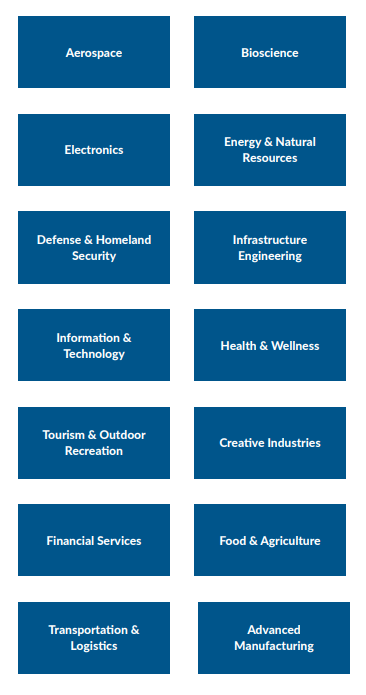 Aerospace
Bioscience
Electronics
Energy & Natural
Resources
Defense & Homeland
Security
Infrastructure
Engineering
Information &
Technology
Health & Wellness
Tourism & Outdoor
Recreation
Creative Industries
Financial Services
Food & Agriculture
Transportation &
Logistics
Advanced
Manufacturing